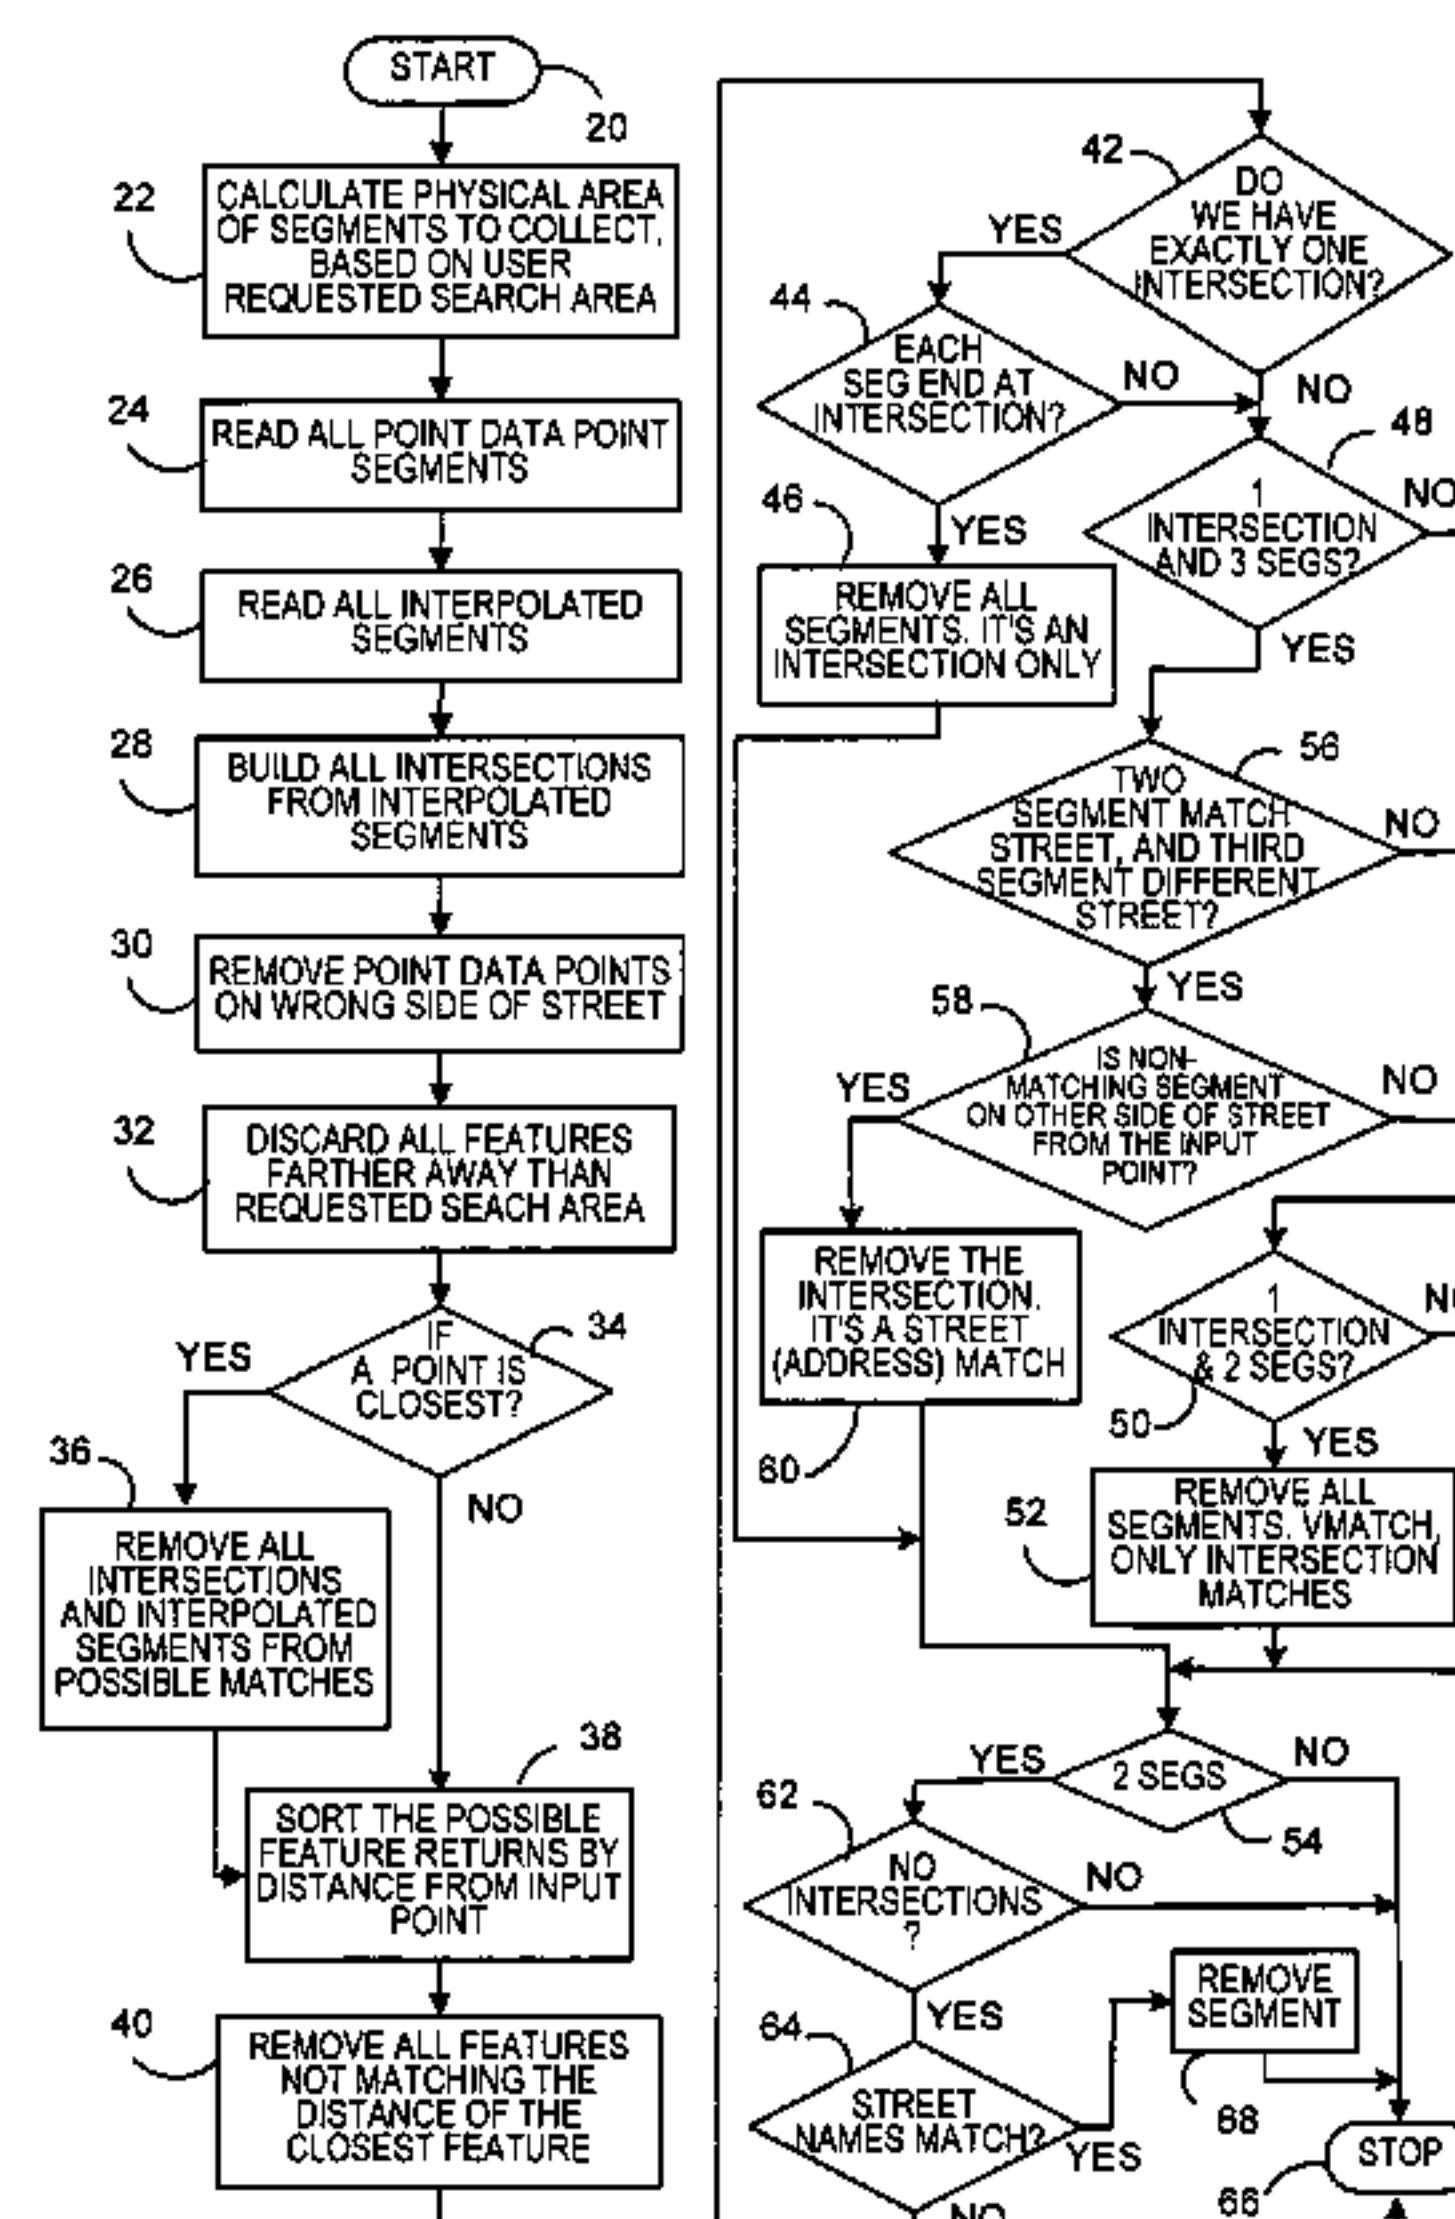 START
20
22
CALCULATE PHYSICAL AREA
OF SEGMENTS TO COLLECT,
BASED ON USER
REQUESTED SEARCH AREA
24
READ ALL POINT DATA POINT
SEGMENTS
26
READ ALL INTERPOLATED
SEGMENTS
28
BUILD ALL INTERSECTIONS
FROM INTERPOLATED
SEGMENTS
30
REMOVE POINT DATA POINTS
ON WRONG SIDE OF STREET
32
DISCARD ALL FEATURES
FARTHER AWAY THAN
REQUESTED SEACH AREA
34
IF
A POINT IS
CLOSEST?
YES
NO
36
REMOVE ALL
INTERSECTIONS
AND INTERPOLATED
SEGMENTS FROM
POSSIBLE MATCHES
38
SORT THE POSSIBLE
FEATURE RETURNS BY
DISTANCE FROM INPUT
POINT
40
REMOVE ALL FEATURES
NOT MATCHING THE
DISTANCE OF THE
CLOSEST FEATURE
42
DO
WE HAVE
EXACTLY ONE
INTERSECTION?
YES
NO
44
EACH
SEG END AT
INTERSECTION?
NO
YES
46
REMOVE ALL
SEGMENTS. IT'S AN
INTERSECTION ONLY
48
1
INTERSECTION
AND 3 SEGS?
NO
YES
56
TWO
SEGMENT MATCH
STREET, AND THIRD
SEGMENT DIFFERENT
STREET?
NO
YES
58
IS NON-
MATCHING SEGMENT
ON OTHER SIDE OF STREET
FROM THE INPUT
POINT?
YES
NO
REMOVE THE
INTERSECTION.
IT'S A STREET
(ADDRESS) MATCH
60
1
INTERSECTION
& 2 SEGS?
50
NO
YES
52
REMOVE ALL
SEGMENTS. VMATCH,
ONLY INTERSECTION
MATCHES
2 SEGS
YES
NO
54
62
NO
INTERSECTIONS
?
NO
YES
64
STREET
NAMES MATCH?
YES
NO
REMOVE
SEGMENT
68
STOP
66